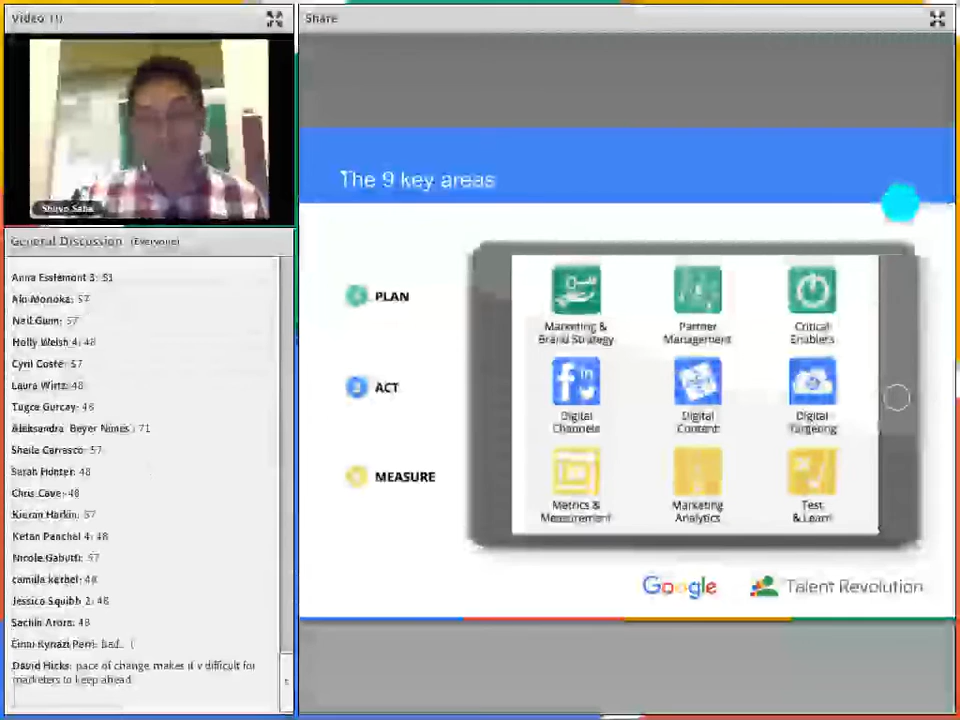 Video (1)
General Discussion (Everyone)
Anna Esslemont 3: 51
Ako Monoka: 57
Neil Gunn: 57
Holly Welsh 4: 48
Cyril Coste: 57
Laura Wirtz: 48
Tugce Gurcay: 46
Aleksandra Beyer Nunes: 71
Sheila Carrasco: 57
Sarah Hunter: 48
Chris Cave: 48
Kieran Harkin: 57
Ketan Panchal 4: 48
Nicole Gabutti: 57
camila kerbel: 48
Jessica Squibb 2: 48
Sachin Arora: 48
David Hicks: pace of change makes it v difficult for
marketers to keep ahead
Share
The 9 key areas
PLAN
Marketing &
Brand Strategy
Partner
Management
Critical
Enablers
ACT
Digital
Channels
Digital
Content
Digital
Targeting
MEASURE
Metrics &
Measurement
Marketing
Analytics
Test
& Learn
Google
Talent Revolution